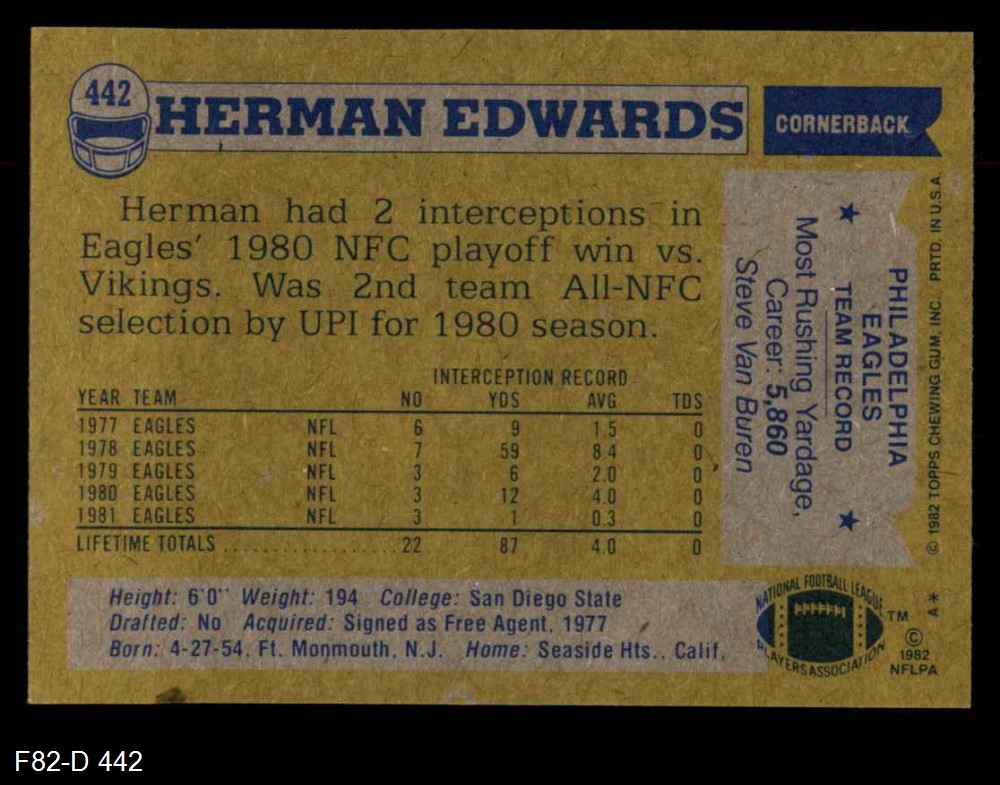 442
HERMAN EDWARDS
CORNERBACK
Herman had 2 interceptions in
Eagles' 1980 NFC playoff win vs.
Vikings. Was 2nd team All-NFC
selection by UPI for 1980 season.
INTERCEPTION RECORD
YEAR TEAM NO YDS AVG TDS
1977 EAGLES NFL 6 9 1.5 0
1978 EAGLES NFL 7 59 8.4 0
1979 EAGLES NFL 3 6 2.0 0
1980 EAGLES NFL 3 12 4.0 0
1981 EAGLES NFL 3 1 0.3 0
LIFETIME TOTALS .................... 22 87 4.0 0
Height: 6'0" Weight: 194 College: San Diego State
Drafted: No Acquired: Signed as Free Agent, 1977
Born: 4-27-54, Ft. Monmouth, N.J. Home: Seaside Hts., Calif.
PHILADELPHIA
EAGLES
TEAM RECORD
Most Rushing Yardage,
Career: 5,860
Steve Van Buren
© 1982 TOPPS CHEWING GUM, INC. PRTD. IN U.S.A.
A *
NATIONAL FOOTBALL LEAGUE
PLAYERS ASSOCIATION
TM
©
1982
NFLPA
F82-D 442